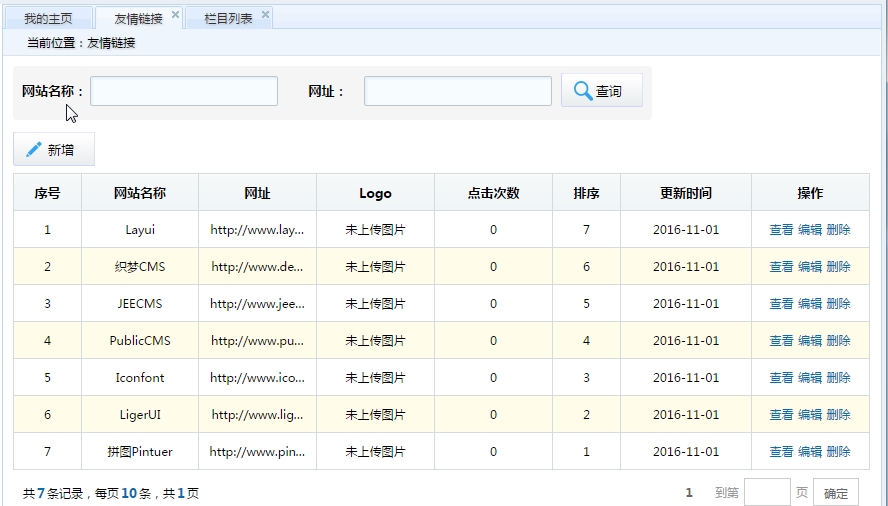 我的主页 友情链接 栏目列表
当前位置：友情链接
网站名称： 网址： 查询
新增
序号 网站名称 网址 Logo 点击次数 排序 更新时间 操作
1 Layui http://www.lay... 未上传图片 0 7 2016-11-01 查看 编辑 删除
2 织梦CMS http://www.de... 未上传图片 0 6 2016-11-01 查看 编辑 删除
3 JEECMS http://www.jee... 未上传图片 0 5 2016-11-01 查看 编辑 删除
4 PublicCMS http://www.pu... 未上传图片 0 4 2016-11-01 查看 编辑 删除
5 Iconfont http://www.ico... 未上传图片 0 3 2016-11-01 查看 编辑 删除
6 LigerUI http://www.lig... 未上传图片 0 2 2016-11-01 查看 编辑 删除
7 拼图Pintuer http://www.pin... 未上传图片 0 1 2016-11-01 查看 编辑 删除
共7条记录，每页10条，共1页 1 到第 页 确定